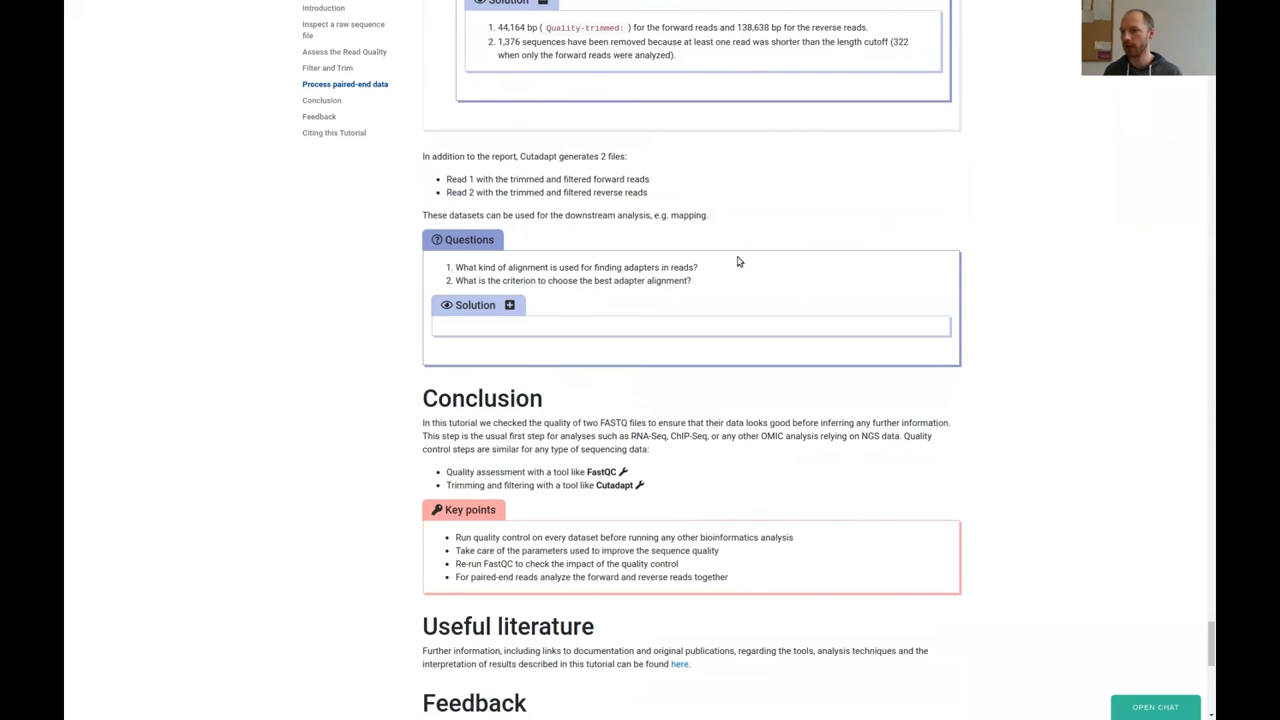 Introduction
Inspect a raw sequence
file
Assess the Read Quality
Filter and Trim
Process paired-end data
Conclusion
Feedback
Citing this Tutorial
Solution
1. 44,164 bp ( Quality-trimmed: ) for the forward reads and 138,638 bp for the reverse reads.
2. 1,376 sequences have been removed because at least one read was shorter than the length cutoff (322
when only the forward reads were analyzed).
In addition to the report, Cutadapt generates 2 files:
• Read 1 with the trimmed and filtered forward reads
• Read 2 with the trimmed and filtered reverse reads
These datasets can be used for the downstream analysis, e.g. mapping.
Questions
1. What kind of alignment is used for finding adapters in reads?
2. What is the criterion to choose the best adapter alignment?
Solution
Conclusion
In this tutorial we checked the quality of two FASTQ files to ensure that their data looks good before inferring any further information.
This step is the usual first step for analyses such as RNA-Seq, ChIP-Seq, or any other OMIC analysis relying on NGS data. Quality
control steps are similar for any type of sequencing data:
• Quality assessment with a tool like FastQC
• Trimming and filtering with a tool like Cutadapt
Key points
• Run quality control on every dataset before running any other bioinformatics analysis
• Take care of the parameters used to improve the sequence quality
• Re-run FastQC to check the impact of the quality control
• For paired-end reads analyze the forward and reverse reads together
Useful literature
Further information, including links to documentation and original publications, regarding the tools, analysis techniques and the
interpretation of results described in this tutorial can be found here.
Feedback
OPEN CHAT